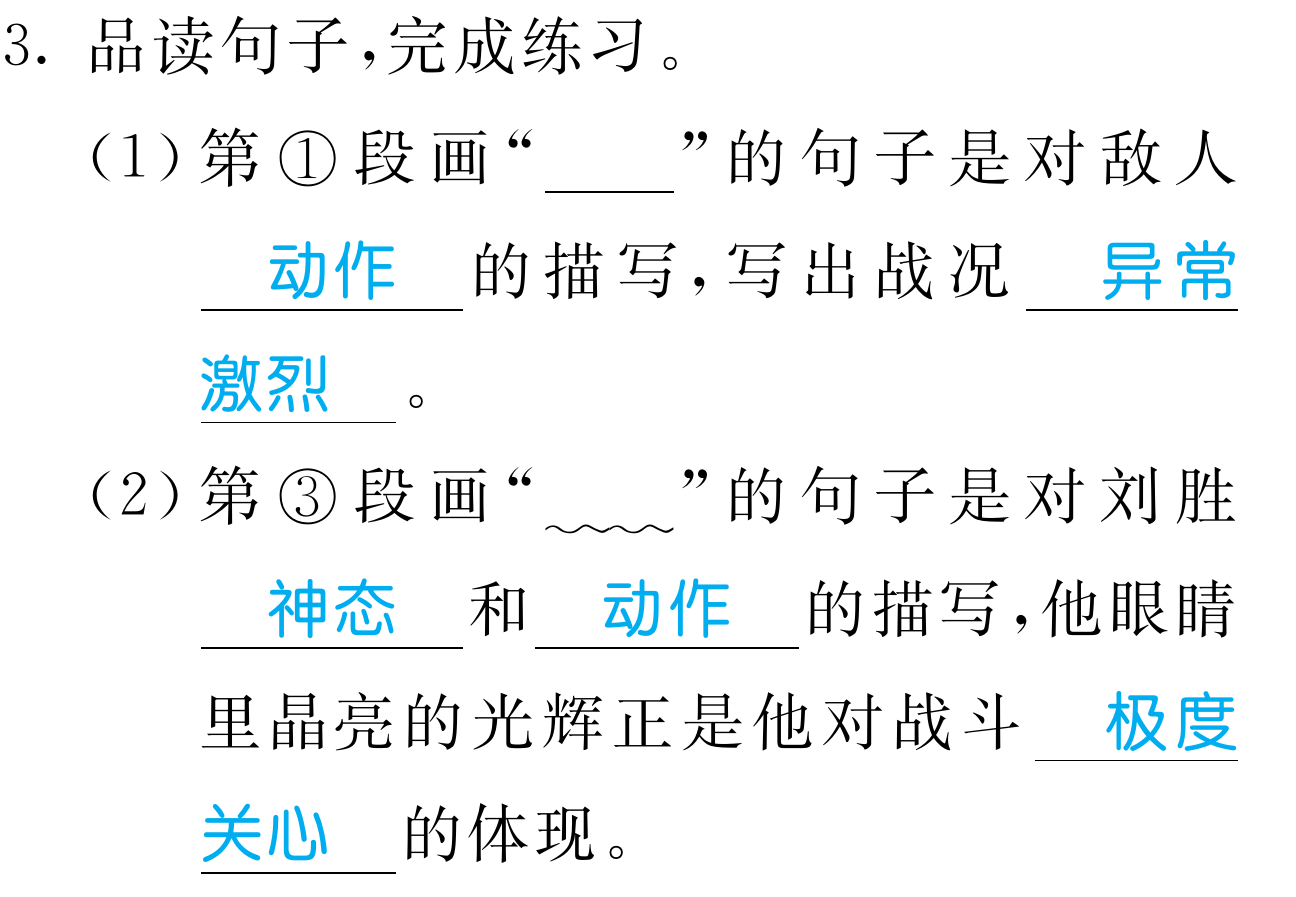 3. 品读句子,完成练习。
(1)第①段画“____”的句子是对敌人
动作的描写,写出战况异常
激烈。
(2)第③段画“﹏﹏”的句子是对刘胜
神态和动作的描写,他眼睛
里晶亮的光辉正是他对战斗极度
关心的体现。